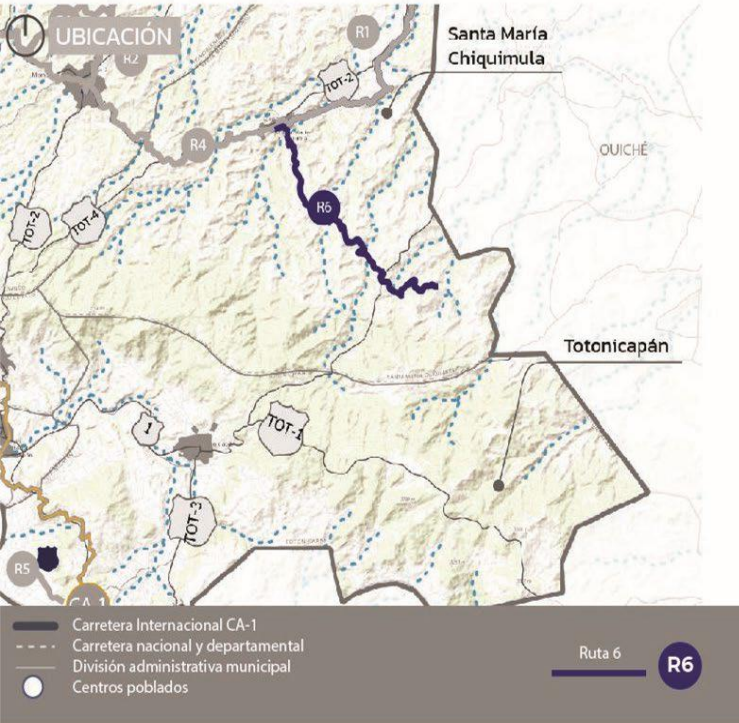 UBICACIÓN
R1
Santa María
Chiquimula
R2
TOT-2
R4
QUICHÉ
R6
TOT-2
TOT-4
Totonicapán
1
TOT-1
TOT-3
R5
CA-1
Carretera Internacional CA-1
Carretera nacional y departamental
División administrativa municipal
Centros poblados
Ruta 6
R6